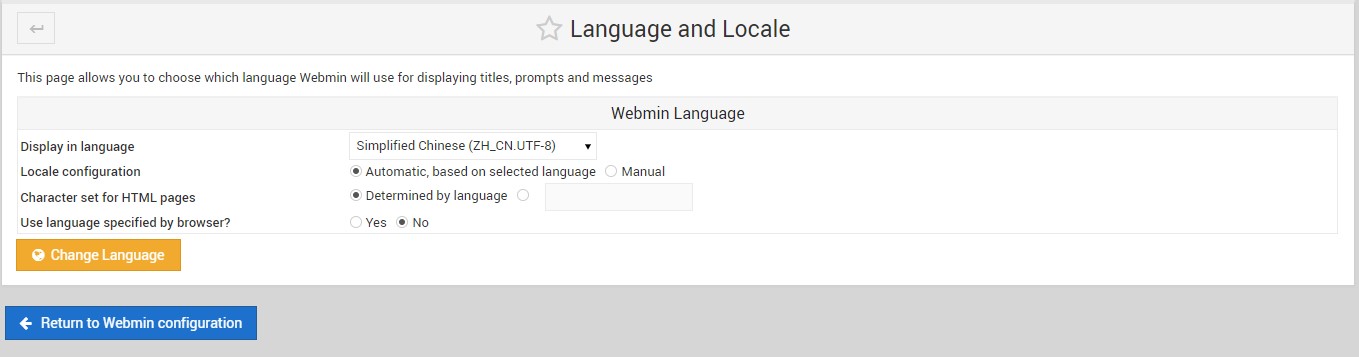 Language and Locale
This page allows you to choose which language Webmin will use for displaying titles, prompts and messages
Webmin Language
Display in language Simplified Chinese (ZH_CN.UTF-8)
Locale configuration Automatic, based on selected language Manual
Character set for HTML pages Determined by language
Use language specified by browser? Yes No
Change Language
Return to Webmin configuration